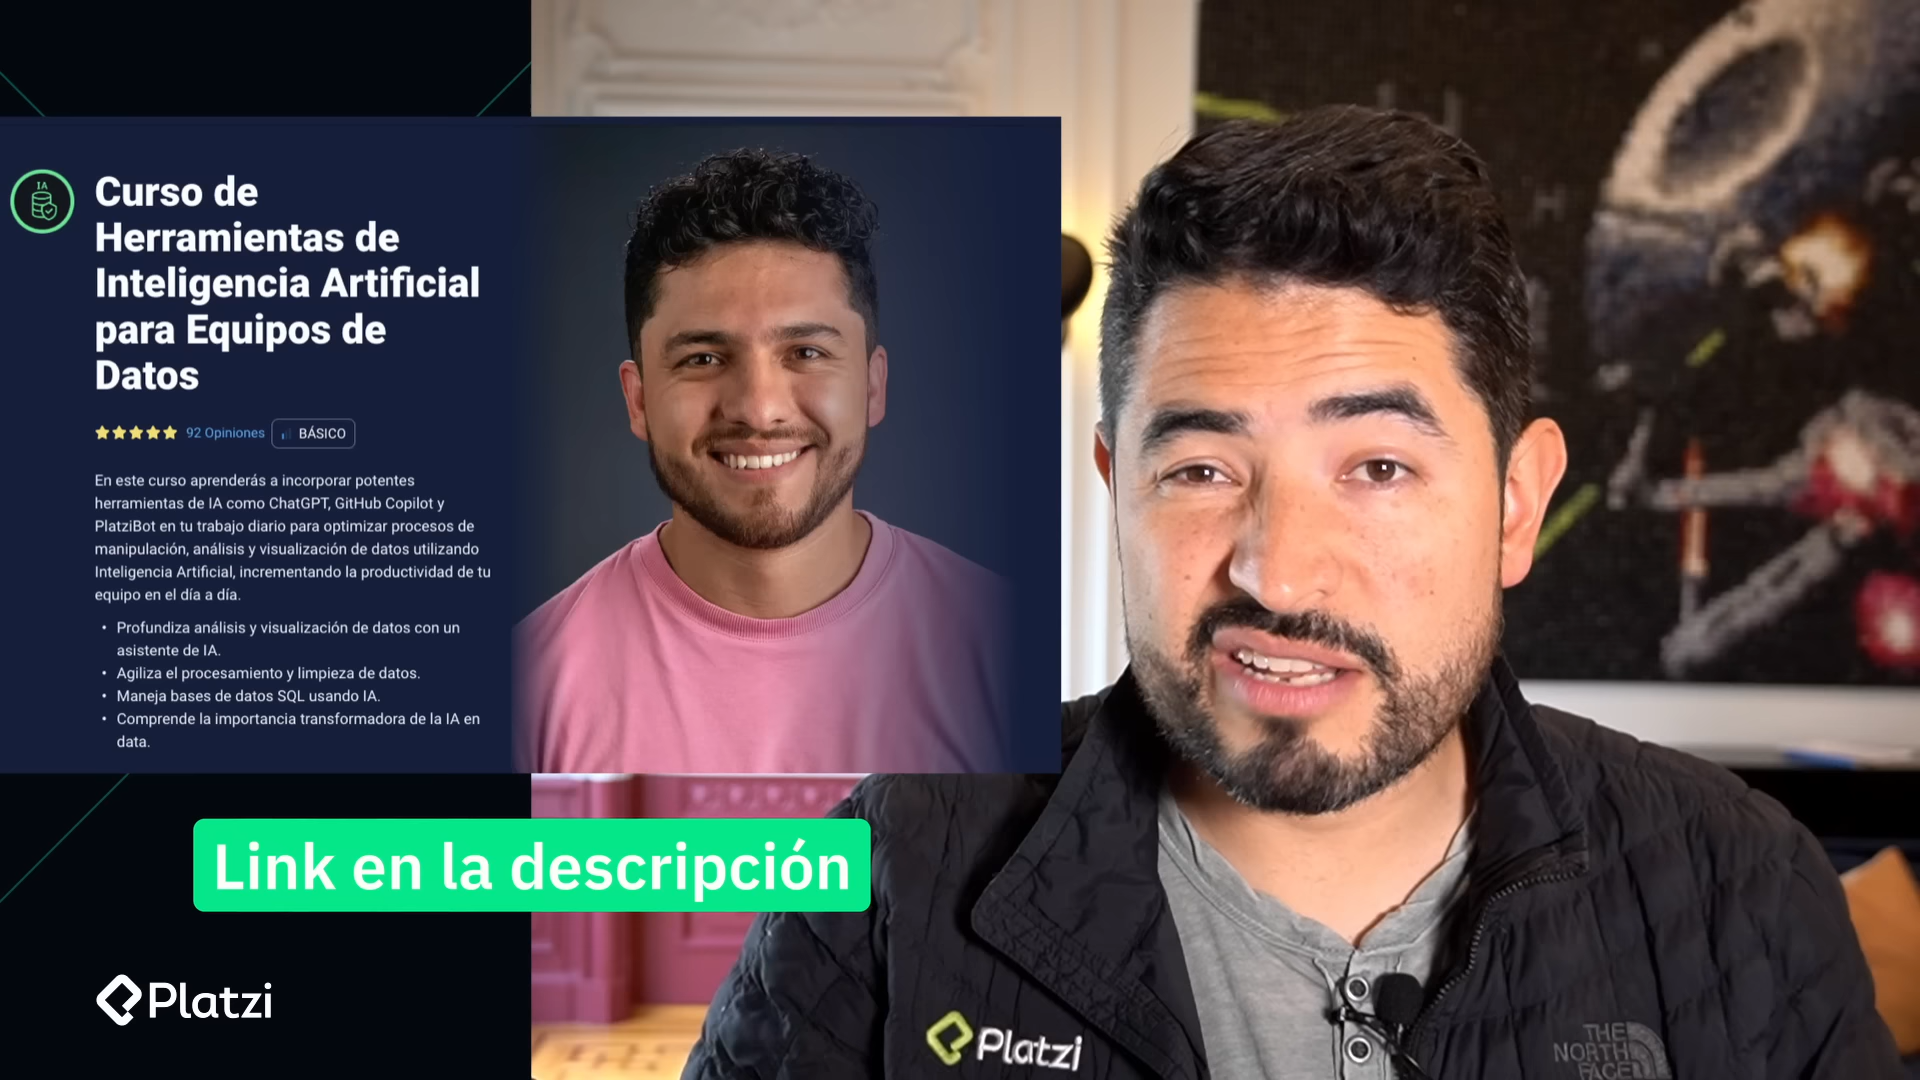 IA
Curso de
Herramientas de
Inteligencia Artificial
para Equipos de
Datos
92 Opiniones
BÁSICO
En este curso aprenderás a incorporar potentes
herramientas de IA como ChatGPT, GitHub Copilot y
PlatziBot en tu trabajo diario para optimizar procesos de
manipulación, análisis y visualización de datos utilizando
Inteligencia Artificial, incrementando la productividad de tu
equipo en el día a día.
• Profundiza análisis y visualización de datos con un
asistente de IA.
• Agiliza el procesamiento y limpieza de datos.
• Maneja bases de datos SQL usando IA.
• Comprende la importancia transformadora de la IA en
data.
Link en la descripción
Platzi
Platzi
THE
NORTH
FACE